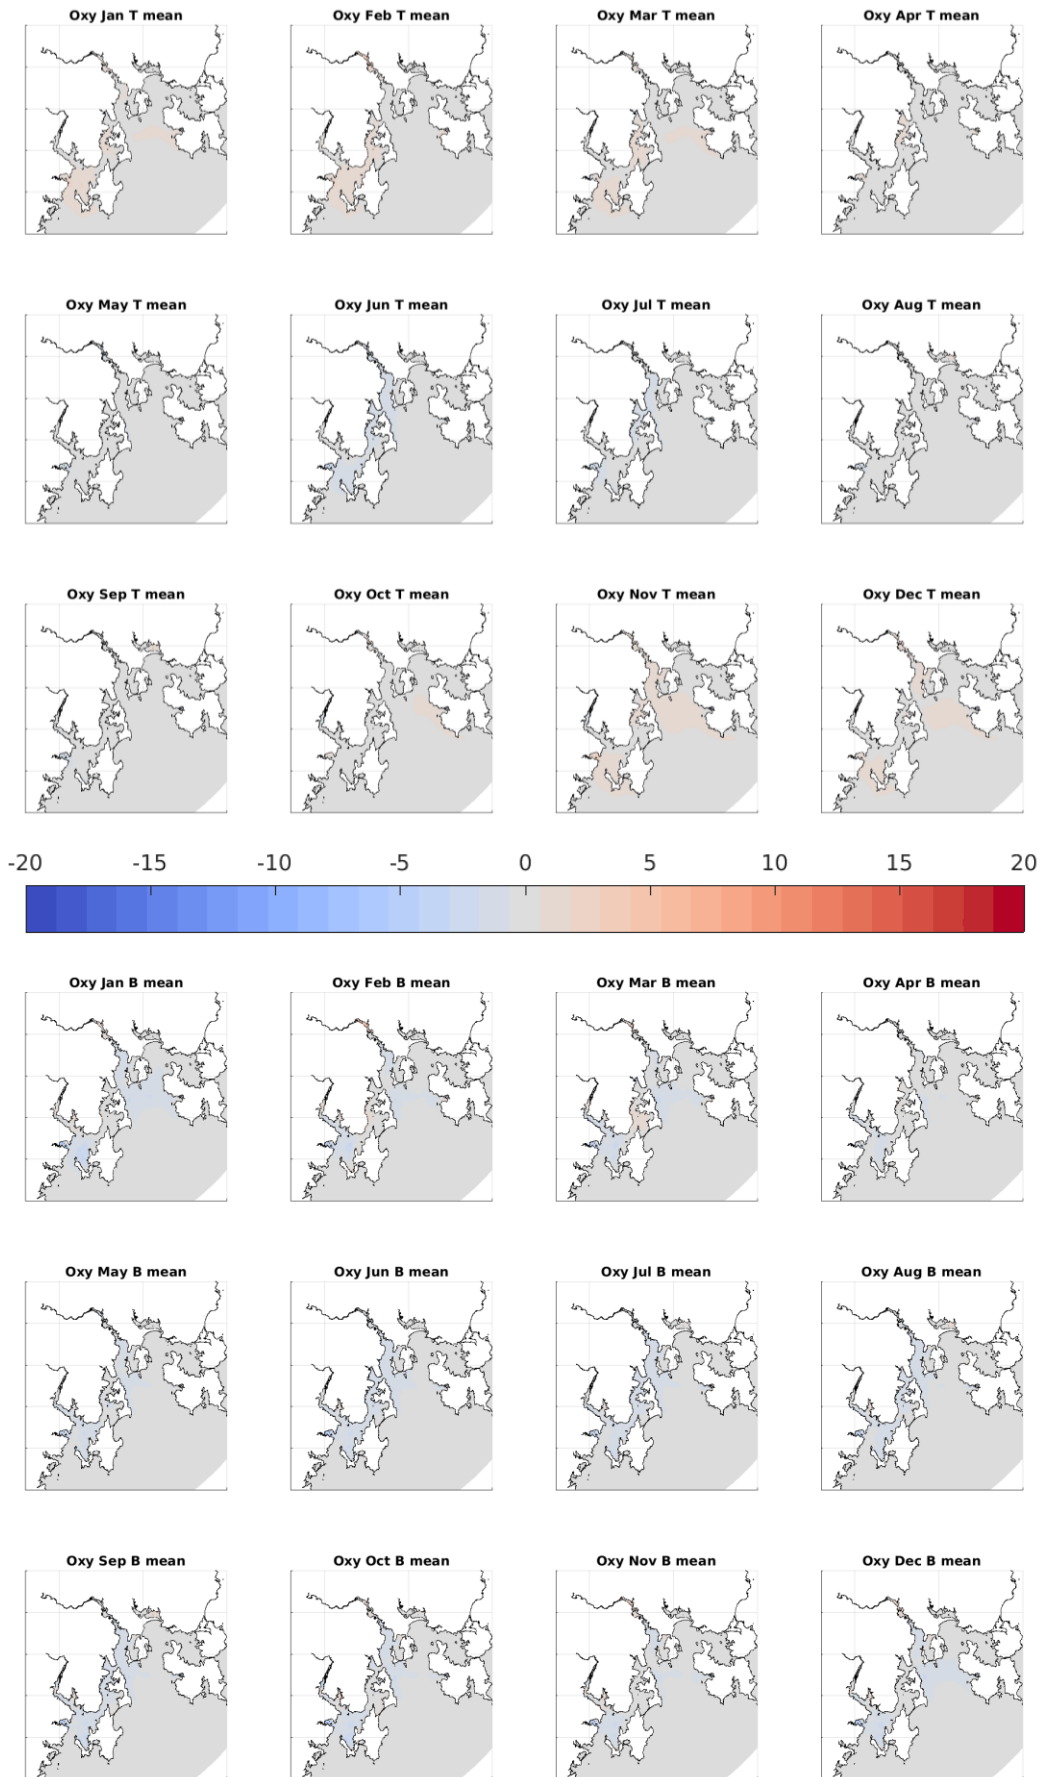 Oxy Jan T mean Oxy Feb T mean Oxy Mar T mean Oxy Apr T mean
Oxy May T mean Oxy Jun T mean Oxy Jul T mean Oxy Aug T mean
Oxy Sep T mean Oxy Oct T mean Oxy Nov T mean Oxy Dec T mean
-20 -15 -10 -5 0 5 10 15 20
Oxy Jan B mean Oxy Feb B mean Oxy Mar B mean Oxy Apr B mean
Oxy May B mean Oxy Jun B mean Oxy Jul B mean Oxy Aug B mean
Oxy Sep B mean Oxy Oct B mean Oxy Nov B mean Oxy Dec B mean